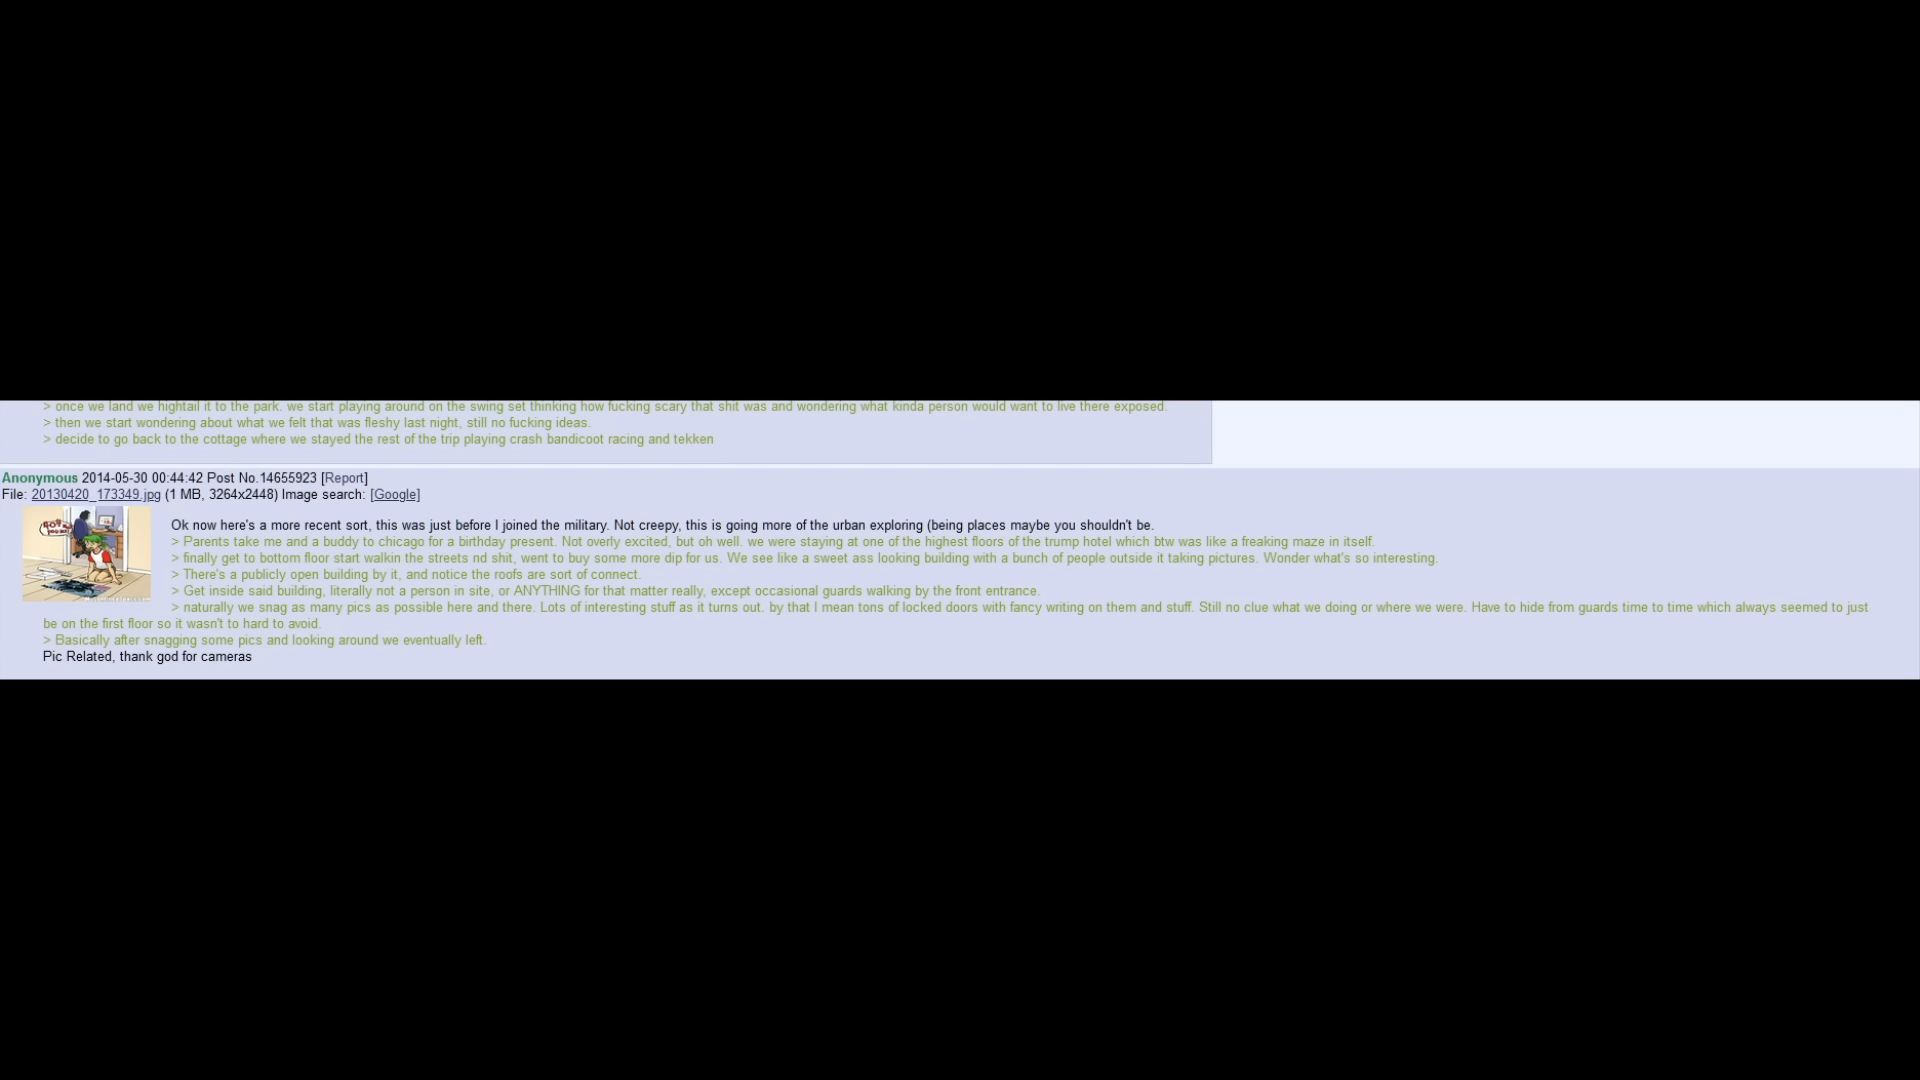 > once we land we hightail it to the park. we start playing around on the swing set thinking how fucking scary that shit was and wondering what kinda person would want to live there exposed.
> then we start wondering about what we felt that was fleshy last night, still no fucking ideas.
> decide to go back to the cottage where we stayed the rest of the trip playing crash bandicoot racing and tekken
Anonymous 2014-05-30 00:44:42 Post No.14655923 [Report]
File: 20130420_173349.jpg (1 MB, 3264x2448) Image search: [Google]
Ok now here's a more recent sort, this was just before I joined the military. Not creepy, this is going more of the urban exploring (being places maybe you shouldn't be.
> Parents take me and a buddy to chicago for a birthday present. Not overly excited, but oh well. we were staying at one of the highest floors of the trump hotel which btw was like a freaking maze in itself.
> finally get to bottom floor start walkin the streets nd shit, went to buy some more dip for us. We see like a sweet ass looking building with a bunch of people outside it taking pictures. Wonder what's so interesting.
> There's a publicly open building by it, and notice the roofs are sort of connect.
> Get inside said building, literally not a person in site, or ANYTHING for that matter really, except occasional guards walking by the front entrance.
> naturally we snag as many pics as possible here and there. Lots of interesting stuff as it turns out. by that I mean tons of locked doors with fancy writing on them and stuff. Still no clue what we doing or where we were. Have to hide from guards time to time which always seemed to just
be on the first floor so it wasn't to hard to avoid.
> Basically after snagging some pics and looking around we eventually left.
Pic Related, thank god for cameras